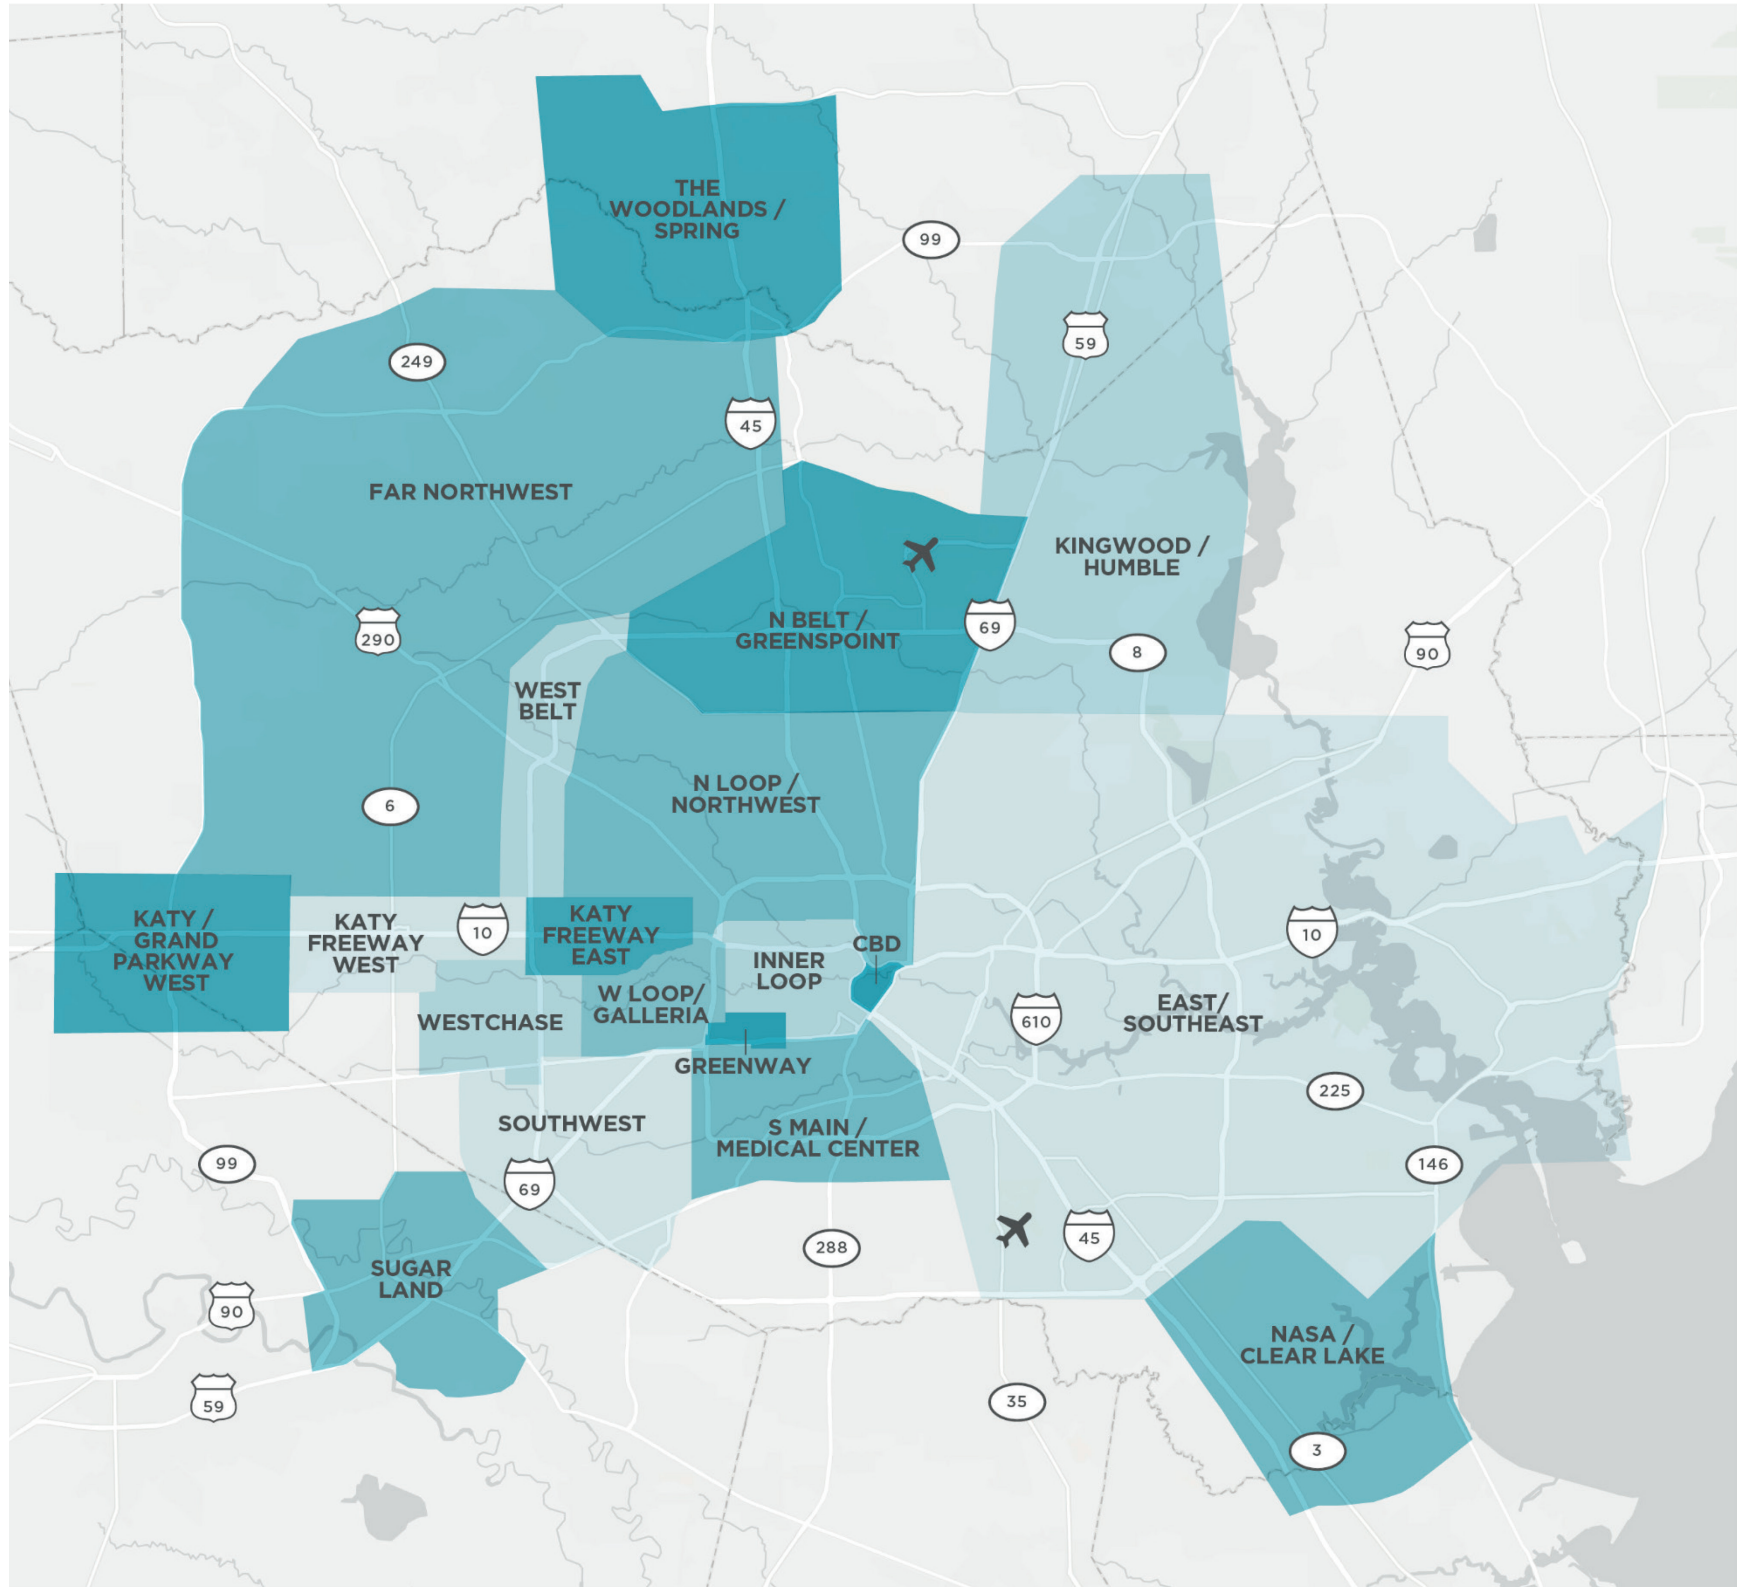 THE
WOODLANDS /
SPRING
99
59
249
45
FAR NORTHWEST
KINGWOOD /
HUMBLE
N BELT /
GREENSPOINT
69
290
8
90
WEST
BELT
N LOOP /
NORTHWEST
6
KATY /
GRAND
PARKWAY
WEST
KATY
FREEWAY
WEST
10
KATY
FREEWAY
EAST
INNER
LOOP
CBD
10
W LOOP/
GALLERIA
WESTCHASE
610
EAST/
SOUTHEAST
GREENWAY
225
SOUTHWEST
S MAIN /
MEDICAL CENTER
99
69
146
288
45
SUGAR
LAND
90
NASA /
CLEAR LAKE
59
35
3